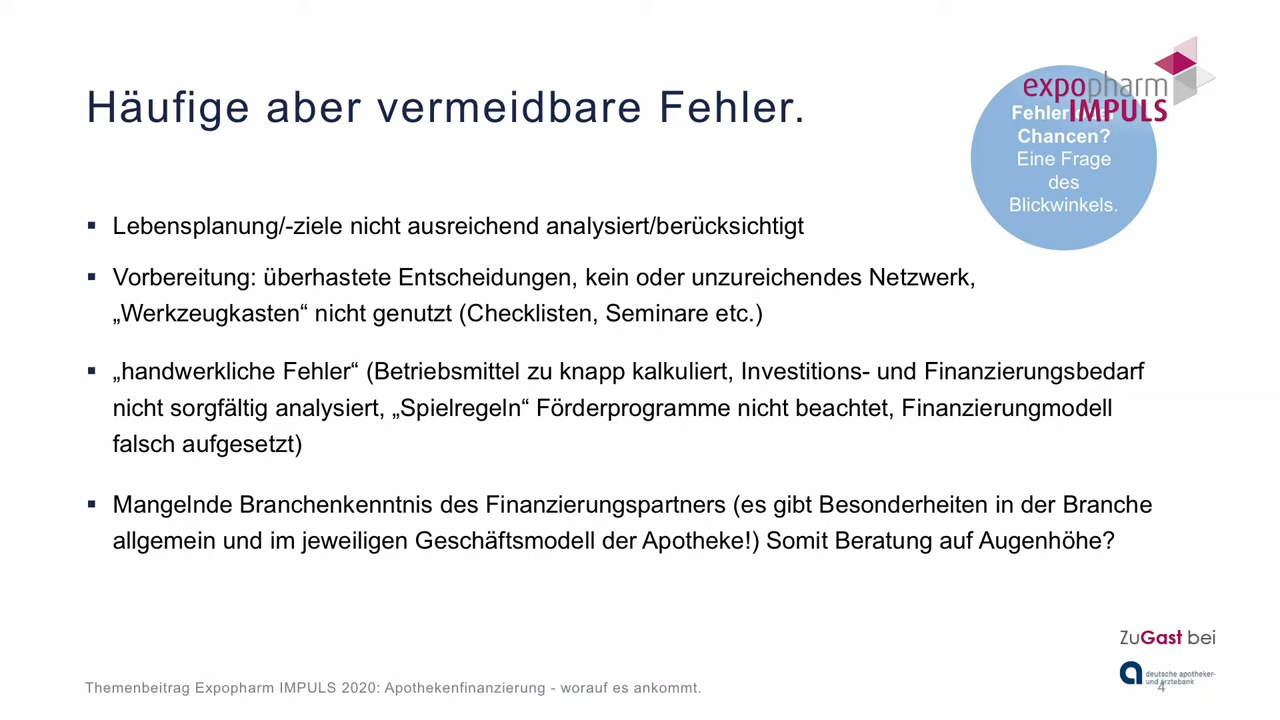 Häufige aber vermeidbare Fehler.
expopharm
IMPULS
Fehler oder
Chancen?
Eine Frage
des
Blickwinkels.
▪ Lebensplanung/-ziele nicht ausreichend analysiert/berücksichtigt
▪ Vorbereitung: überhastete Entscheidungen, kein oder unzureichendes Netzwerk,
„Werkzeugkasten“ nicht genutzt (Checklisten, Seminare etc.)
▪ „handwerkliche Fehler“ (Betriebsmittel zu knapp kalkuliert, Investitions- und Finanzierungsbedarf
nicht sorgfältig analysiert, „Spielregeln“ Förderprogramme nicht beachtet, Finanzierungmodell
falsch aufgesetzt)
▪ Mangelnde Branchenkenntnis des Finanzierungspartners (es gibt Besonderheiten in der Branche
allgemein und im jeweiligen Geschäftsmodell der Apotheke!) Somit Beratung auf Augenhöhe?
ZuGast bei
deutsche apotheker-
und ärztebank
Themenbeitrag Expopharm IMPULS 2020: Apothekenfinanzierung - worauf es ankommt.
4